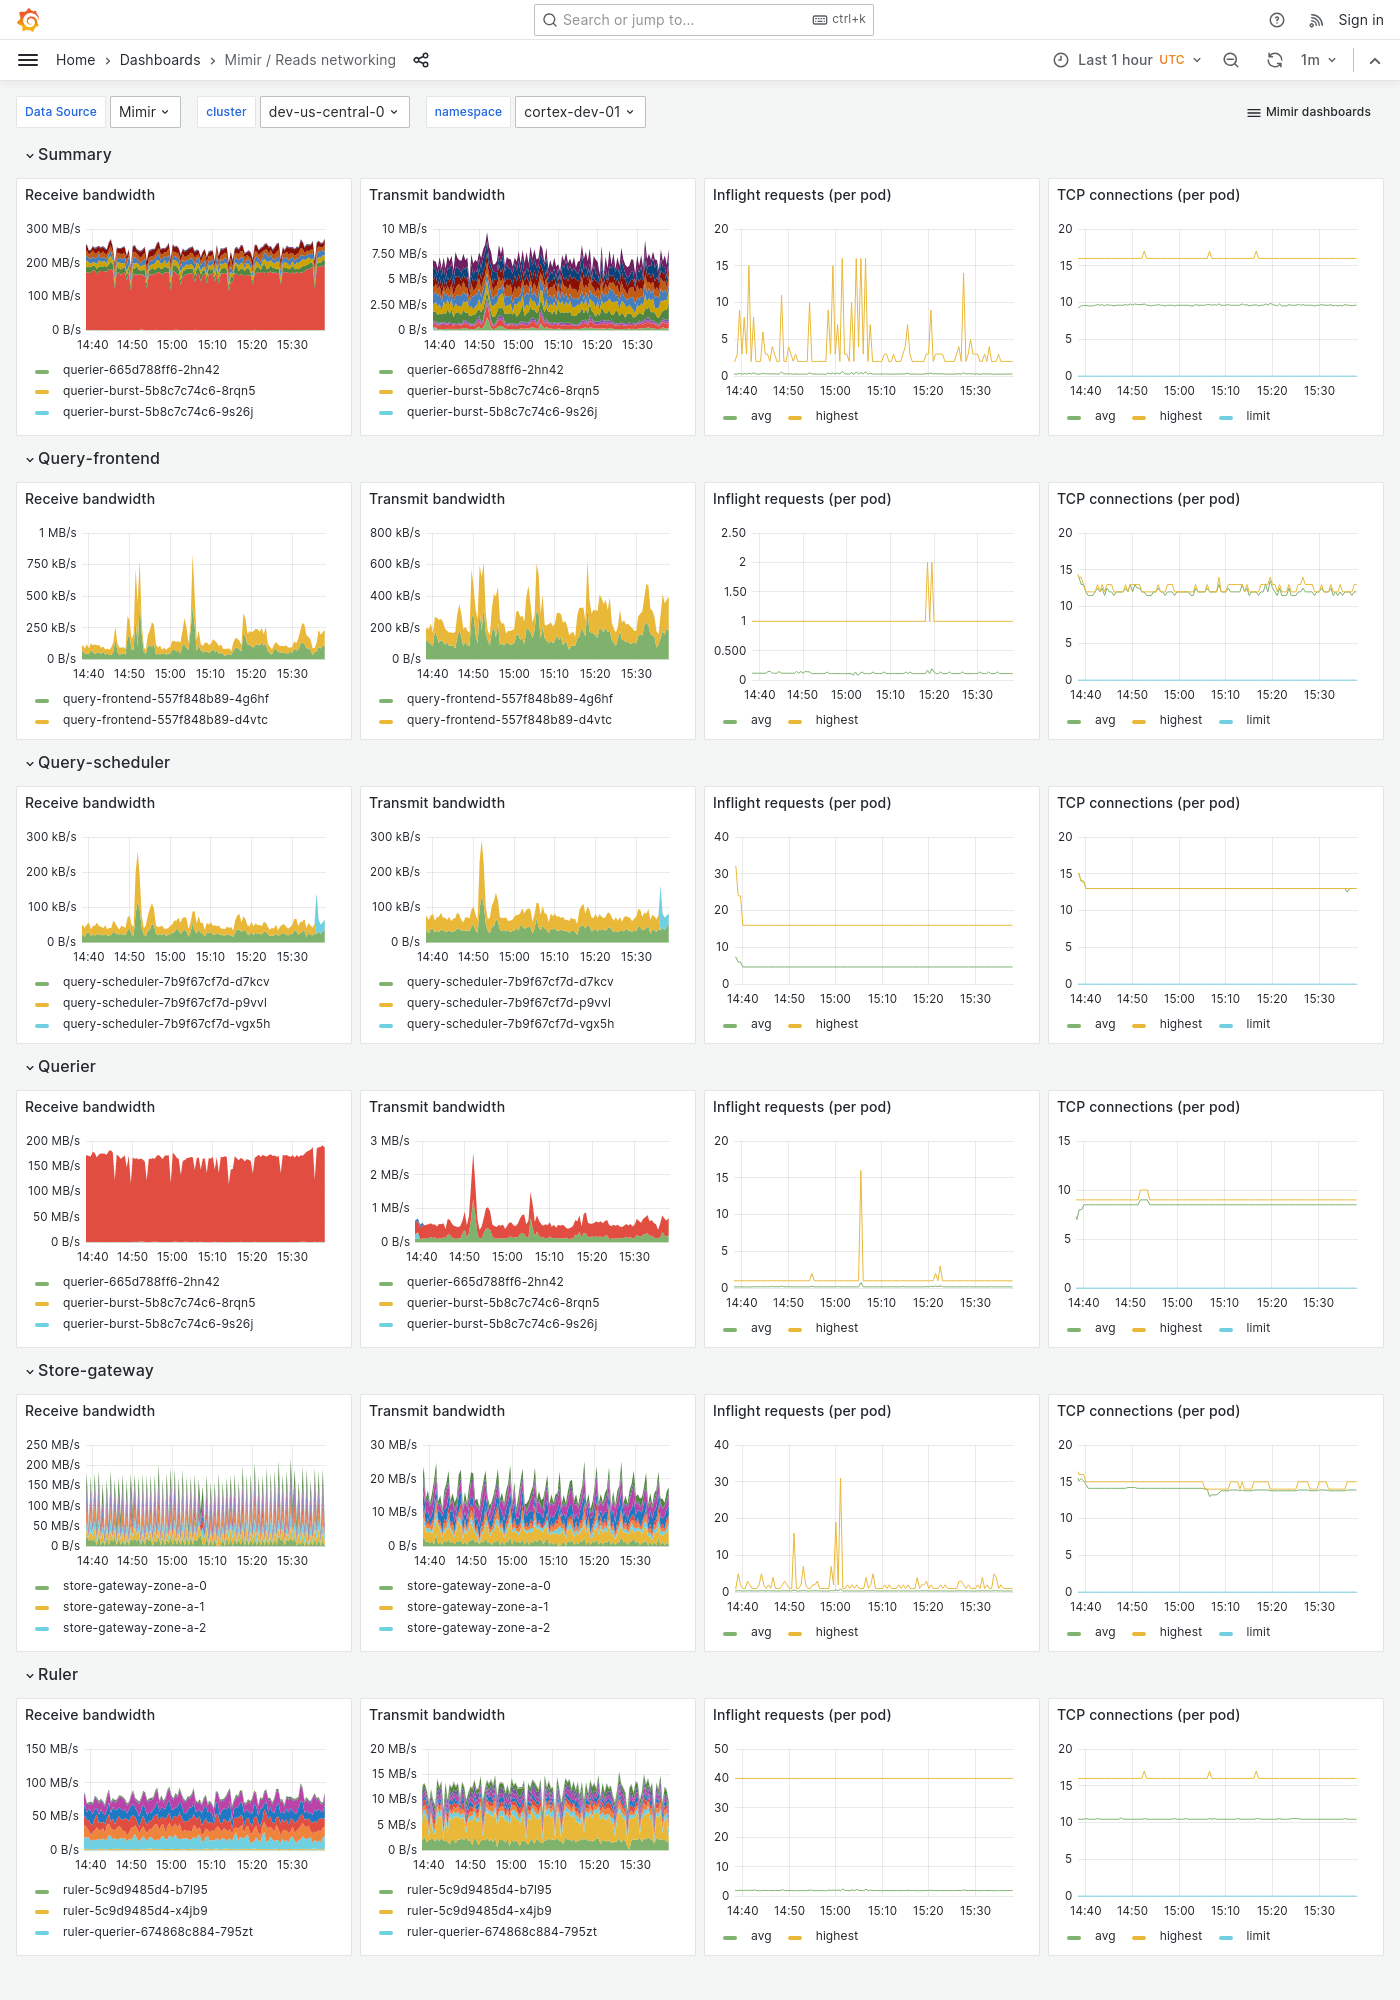 Search or jump to... ctrl+k Sign in
Home Dashboards Mimir / Reads networking Last 1 hour UTC 1m
Data Source Mimir cluster dev-us-central-0 namespace cortex-dev-01 Mimir dashboards
Summary
Receive bandwidth
300 MB/s
200 MB/s
100 MB/s
0 B/s
14:40 14:50 15:00 15:10 15:20 15:30
querier-665d788ff6-2hn42
querier-burst-5b8c7c74c6-8rqn5
querier-burst-5b8c7c74c6-9s26j
Transmit bandwidth
10 MB/s
7.50 MB/s
5 MB/s
2.50 MB/s
0 B/s
14:40 14:50 15:00 15:10 15:20 15:30
querier-665d788ff6-2hn42
querier-burst-5b8c7c74c6-8rqn5
querier-burst-5b8c7c74c6-9s26j
Inflight requests (per pod)
20
15
10
5
0
14:40 14:50 15:00 15:10 15:20 15:30
avg highest
TCP connections (per pod)
20
15
10
5
0
14:40 14:50 15:00 15:10 15:20 15:30
avg highest limit
Query-frontend
Receive bandwidth
1 MB/s
750 kB/s
500 kB/s
250 kB/s
0 B/s
14:40 14:50 15:00 15:10 15:20 15:30
query-frontend-557f848b89-4g6hf
query-frontend-557f848b89-d4vtc
Transmit bandwidth
800 kB/s
600 kB/s
400 kB/s
200 kB/s
0 B/s
14:40 14:50 15:00 15:10 15:20 15:30
query-frontend-557f848b89-4g6hf
query-frontend-557f848b89-d4vtc
Inflight requests (per pod)
2.50
2
1.50
1
0.500
0
14:40 14:50 15:00 15:10 15:20 15:30
avg highest
TCP connections (per pod)
20
15
10
5
0
14:40 14:50 15:00 15:10 15:20 15:30
avg highest limit
Query-scheduler
Receive bandwidth
300 kB/s
200 kB/s
100 kB/s
0 B/s
14:40 14:50 15:00 15:10 15:20 15:30
query-scheduler-7b9f67cf7d-d7kcv
query-scheduler-7b9f67cf7d-p9vvl
query-scheduler-7b9f67cf7d-vgx5h
Transmit bandwidth
300 kB/s
200 kB/s
100 kB/s
0 B/s
14:40 14:50 15:00 15:10 15:20 15:30
query-scheduler-7b9f67cf7d-d7kcv
query-scheduler-7b9f67cf7d-p9vvl
query-scheduler-7b9f67cf7d-vgx5h
Inflight requests (per pod)
40
30
20
10
0
14:40 14:50 15:00 15:10 15:20 15:30
avg highest
TCP connections (per pod)
20
15
10
5
0
14:40 14:50 15:00 15:10 15:20 15:30
avg highest limit
Querier
Receive bandwidth
200 MB/s
150 MB/s
100 MB/s
50 MB/s
0 B/s
14:40 14:50 15:00 15:10 15:20 15:30
querier-665d788ff6-2hn42
querier-burst-5b8c7c74c6-8rqn5
querier-burst-5b8c7c74c6-9s26j
Transmit bandwidth
3 MB/s
2 MB/s
1 MB/s
0 B/s
14:40 14:50 15:00 15:10 15:20 15:30
querier-665d788ff6-2hn42
querier-burst-5b8c7c74c6-8rqn5
querier-burst-5b8c7c74c6-9s26j
Inflight requests (per pod)
20
15
10
5
0
14:40 14:50 15:00 15:10 15:20 15:30
avg highest
TCP connections (per pod)
15
10
5
0
14:40 14:50 15:00 15:10 15:20 15:30
avg highest limit
Store-gateway
Receive bandwidth
250 MB/s
200 MB/s
150 MB/s
100 MB/s
50 MB/s
0 B/s
14:40 14:50 15:00 15:10 15:20 15:30
store-gateway-zone-a-0
store-gateway-zone-a-1
store-gateway-zone-a-2
Transmit bandwidth
30 MB/s
20 MB/s
10 MB/s
0 B/s
14:40 14:50 15:00 15:10 15:20 15:30
store-gateway-zone-a-0
store-gateway-zone-a-1
store-gateway-zone-a-2
Inflight requests (per pod)
40
30
20
10
0
14:40 14:50 15:00 15:10 15:20 15:30
avg highest
TCP connections (per pod)
20
15
10
5
0
14:40 14:50 15:00 15:10 15:20 15:30
avg highest limit
Ruler
Receive bandwidth
150 MB/s
100 MB/s
50 MB/s
0 B/s
14:40 14:50 15:00 15:10 15:20 15:30
ruler-5c9d9485d4-b7l95
ruler-5c9d9485d4-x4jb9
ruler-querier-674868c884-795zt
Transmit bandwidth
20 MB/s
15 MB/s
10 MB/s
5 MB/s
0 B/s
14:40 14:50 15:00 15:10 15:20 15:30
ruler-5c9d9485d4-b7l95
ruler-5c9d9485d4-x4jb9
ruler-querier-674868c884-795zt
Inflight requests (per pod)
50
40
30
20
10
0
14:40 14:50 15:00 15:10 15:20 15:30
avg highest
TCP connections (per pod)
20
15
10
5
0
14:40 14:50 15:00 15:10 15:20 15:30
avg highest limit